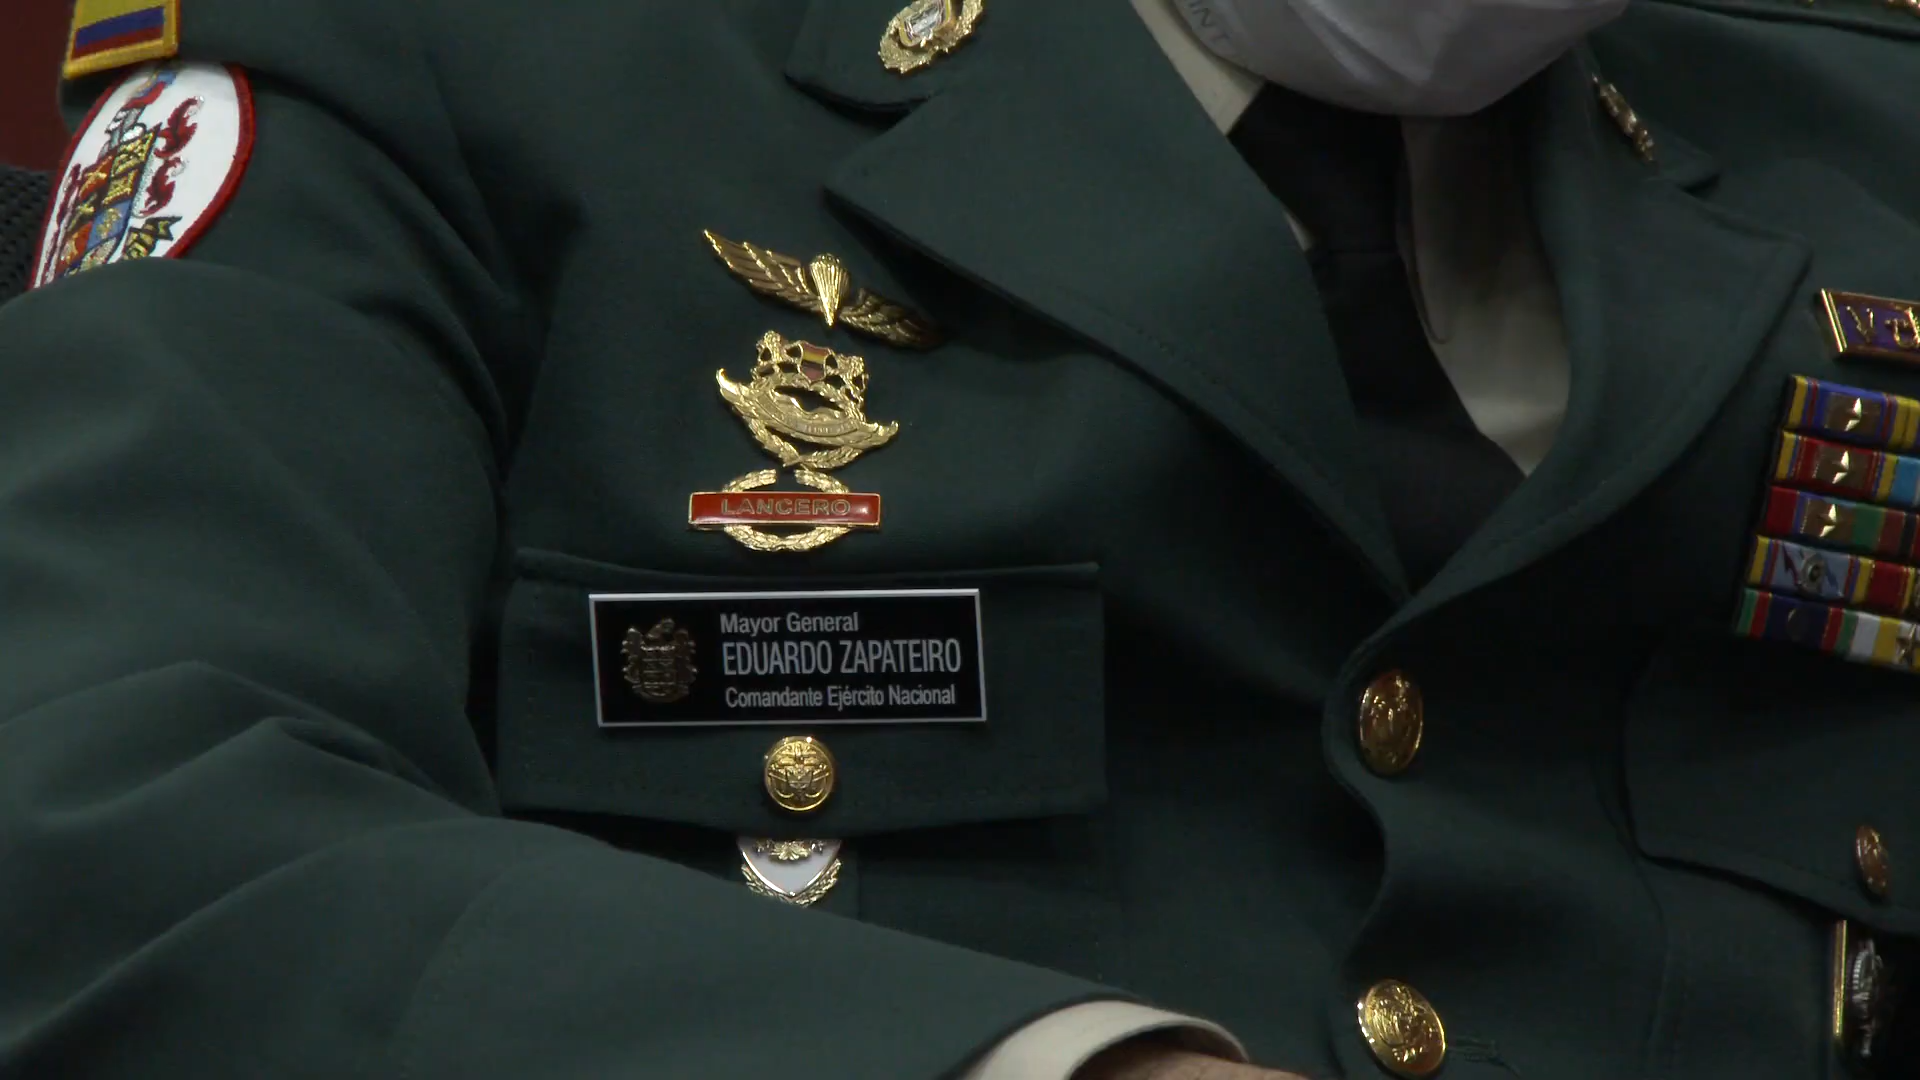 LANCERO
Mayor General
EDUARDO ZAPATEIRO
Comandante Ejército Nacional